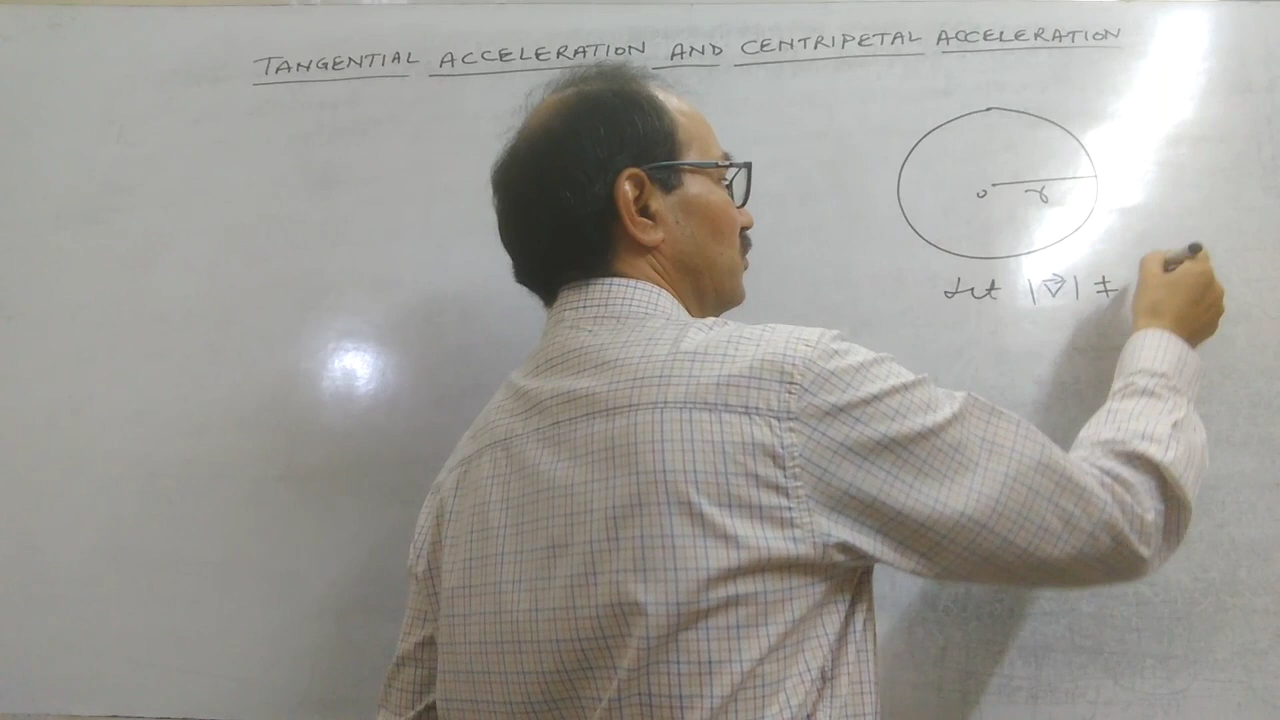 TANGENTIAL ACCELERATION AND CENTRIPETAL ACCELERATION
o r
Let |v⃗| ≠